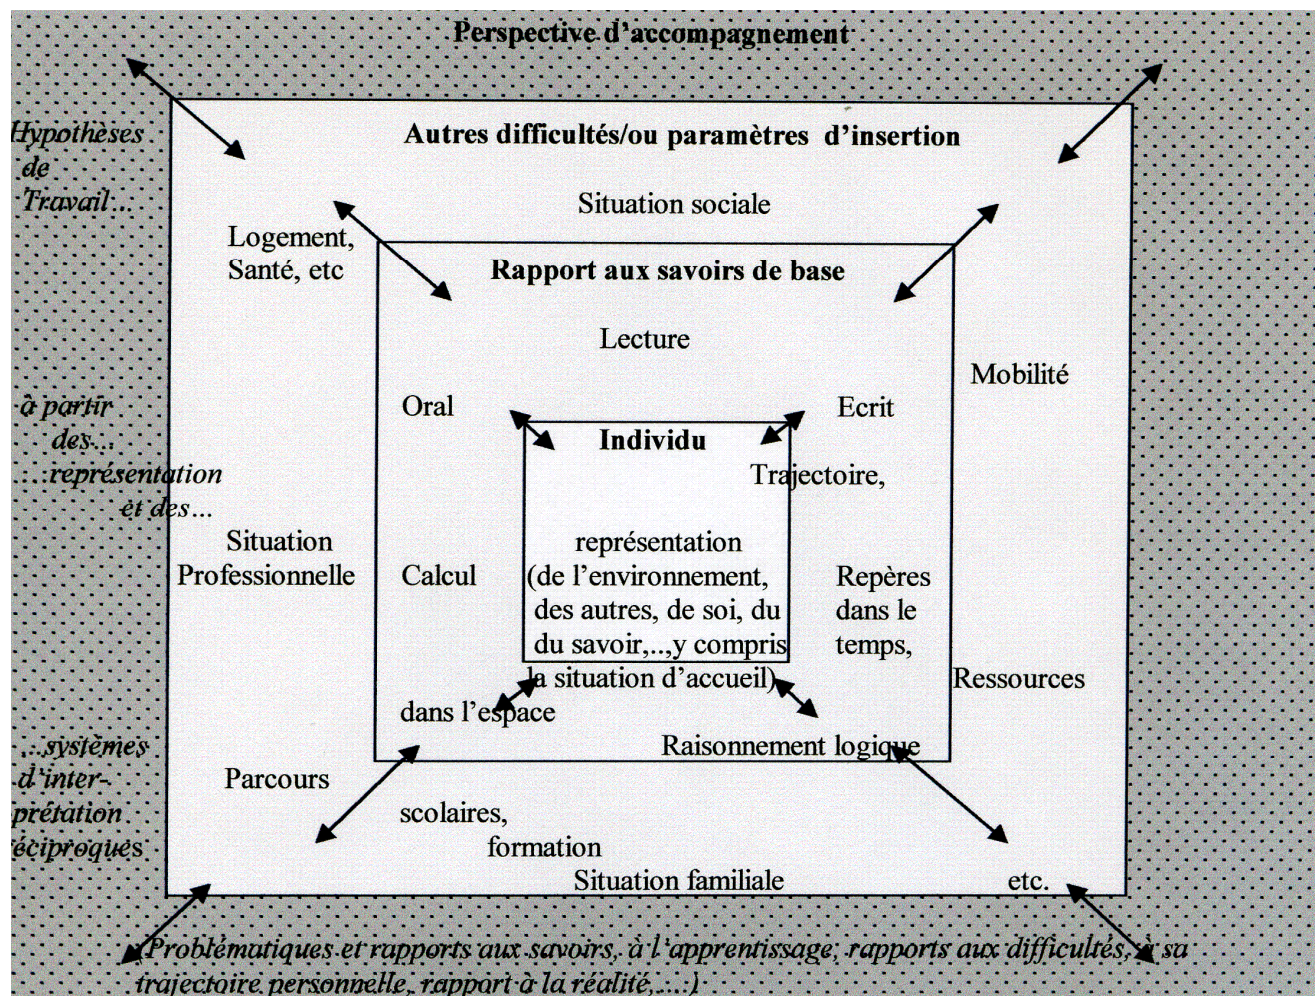 Perspective d'accompagnement
Autres difficultés/ou paramètres d'insertion
Hypothèses
de
Travail…
Situation sociale
Logement,
Santé, etc
Rapport aux savoirs de base
Lecture
Mobilité
à partir
des…
….représentation
et des…
Oral
Ecrit
Individu
Trajectoire,
Situation
Professionnelle
représentation
Calcul
(de l'environnement,
des autres, de soi, du
du savoir,..,y compris
la situation d'accueil)
Repères
dans le
temps,
Ressources
dans l'espace
Raisonnement logique
…systèmes
d'inter-
prétation
réciproques
Parcours
scolaires,
formation
Situation familiale
etc.
(Problématiques et rapports aux savoirs, à l'apprentissage, rapports aux difficultés, à sa
trajectoire personnelle, rapport à la réalité,….)